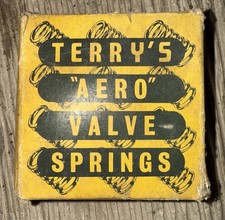 TERRY'S
"AERO"
VALVE
SPRINGS